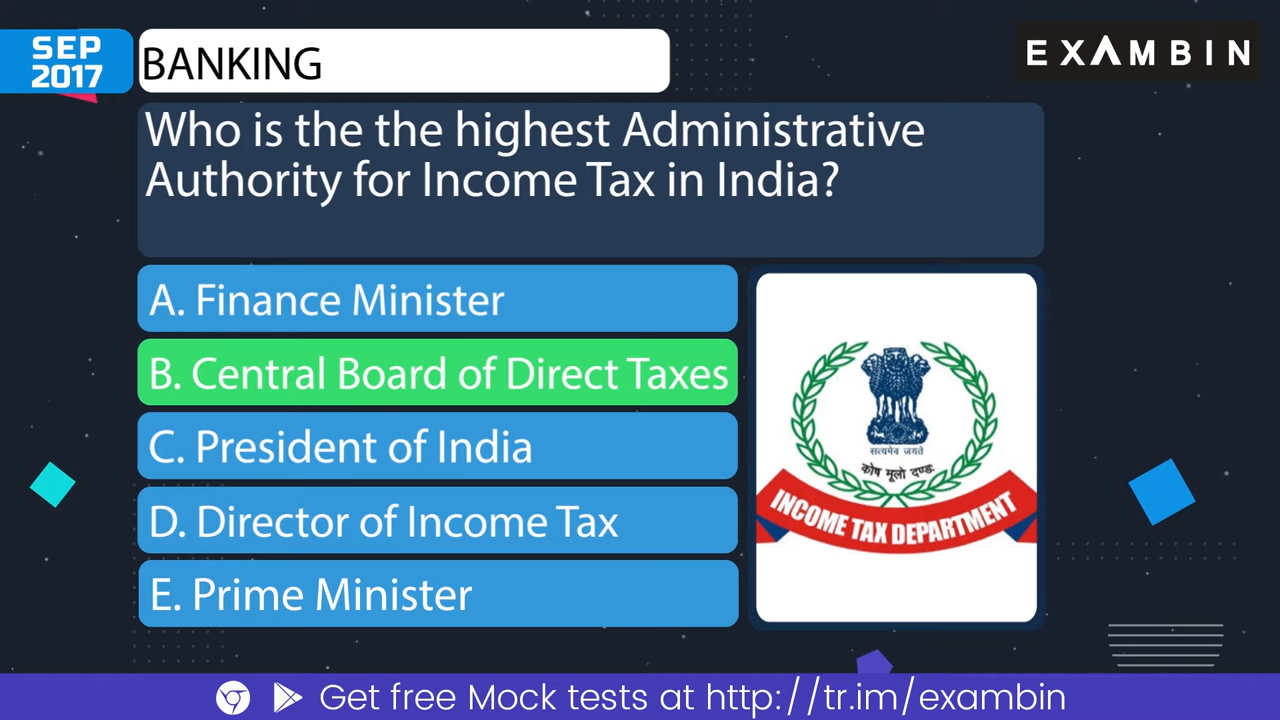 SEP
2017
BANKING
EXAMBIN
Who is the the highest Administrative
Authority for Income Tax in India?
A. Finance Minister
B. Central Board of Direct Taxes
C. President of India
D. Director of Income Tax
E. Prime Minister
सत्यमेव जयते
कोष मूलो दण्डः
INCOME TAX DEPARTMENT
Get free Mock tests at http://tr.im/exambin